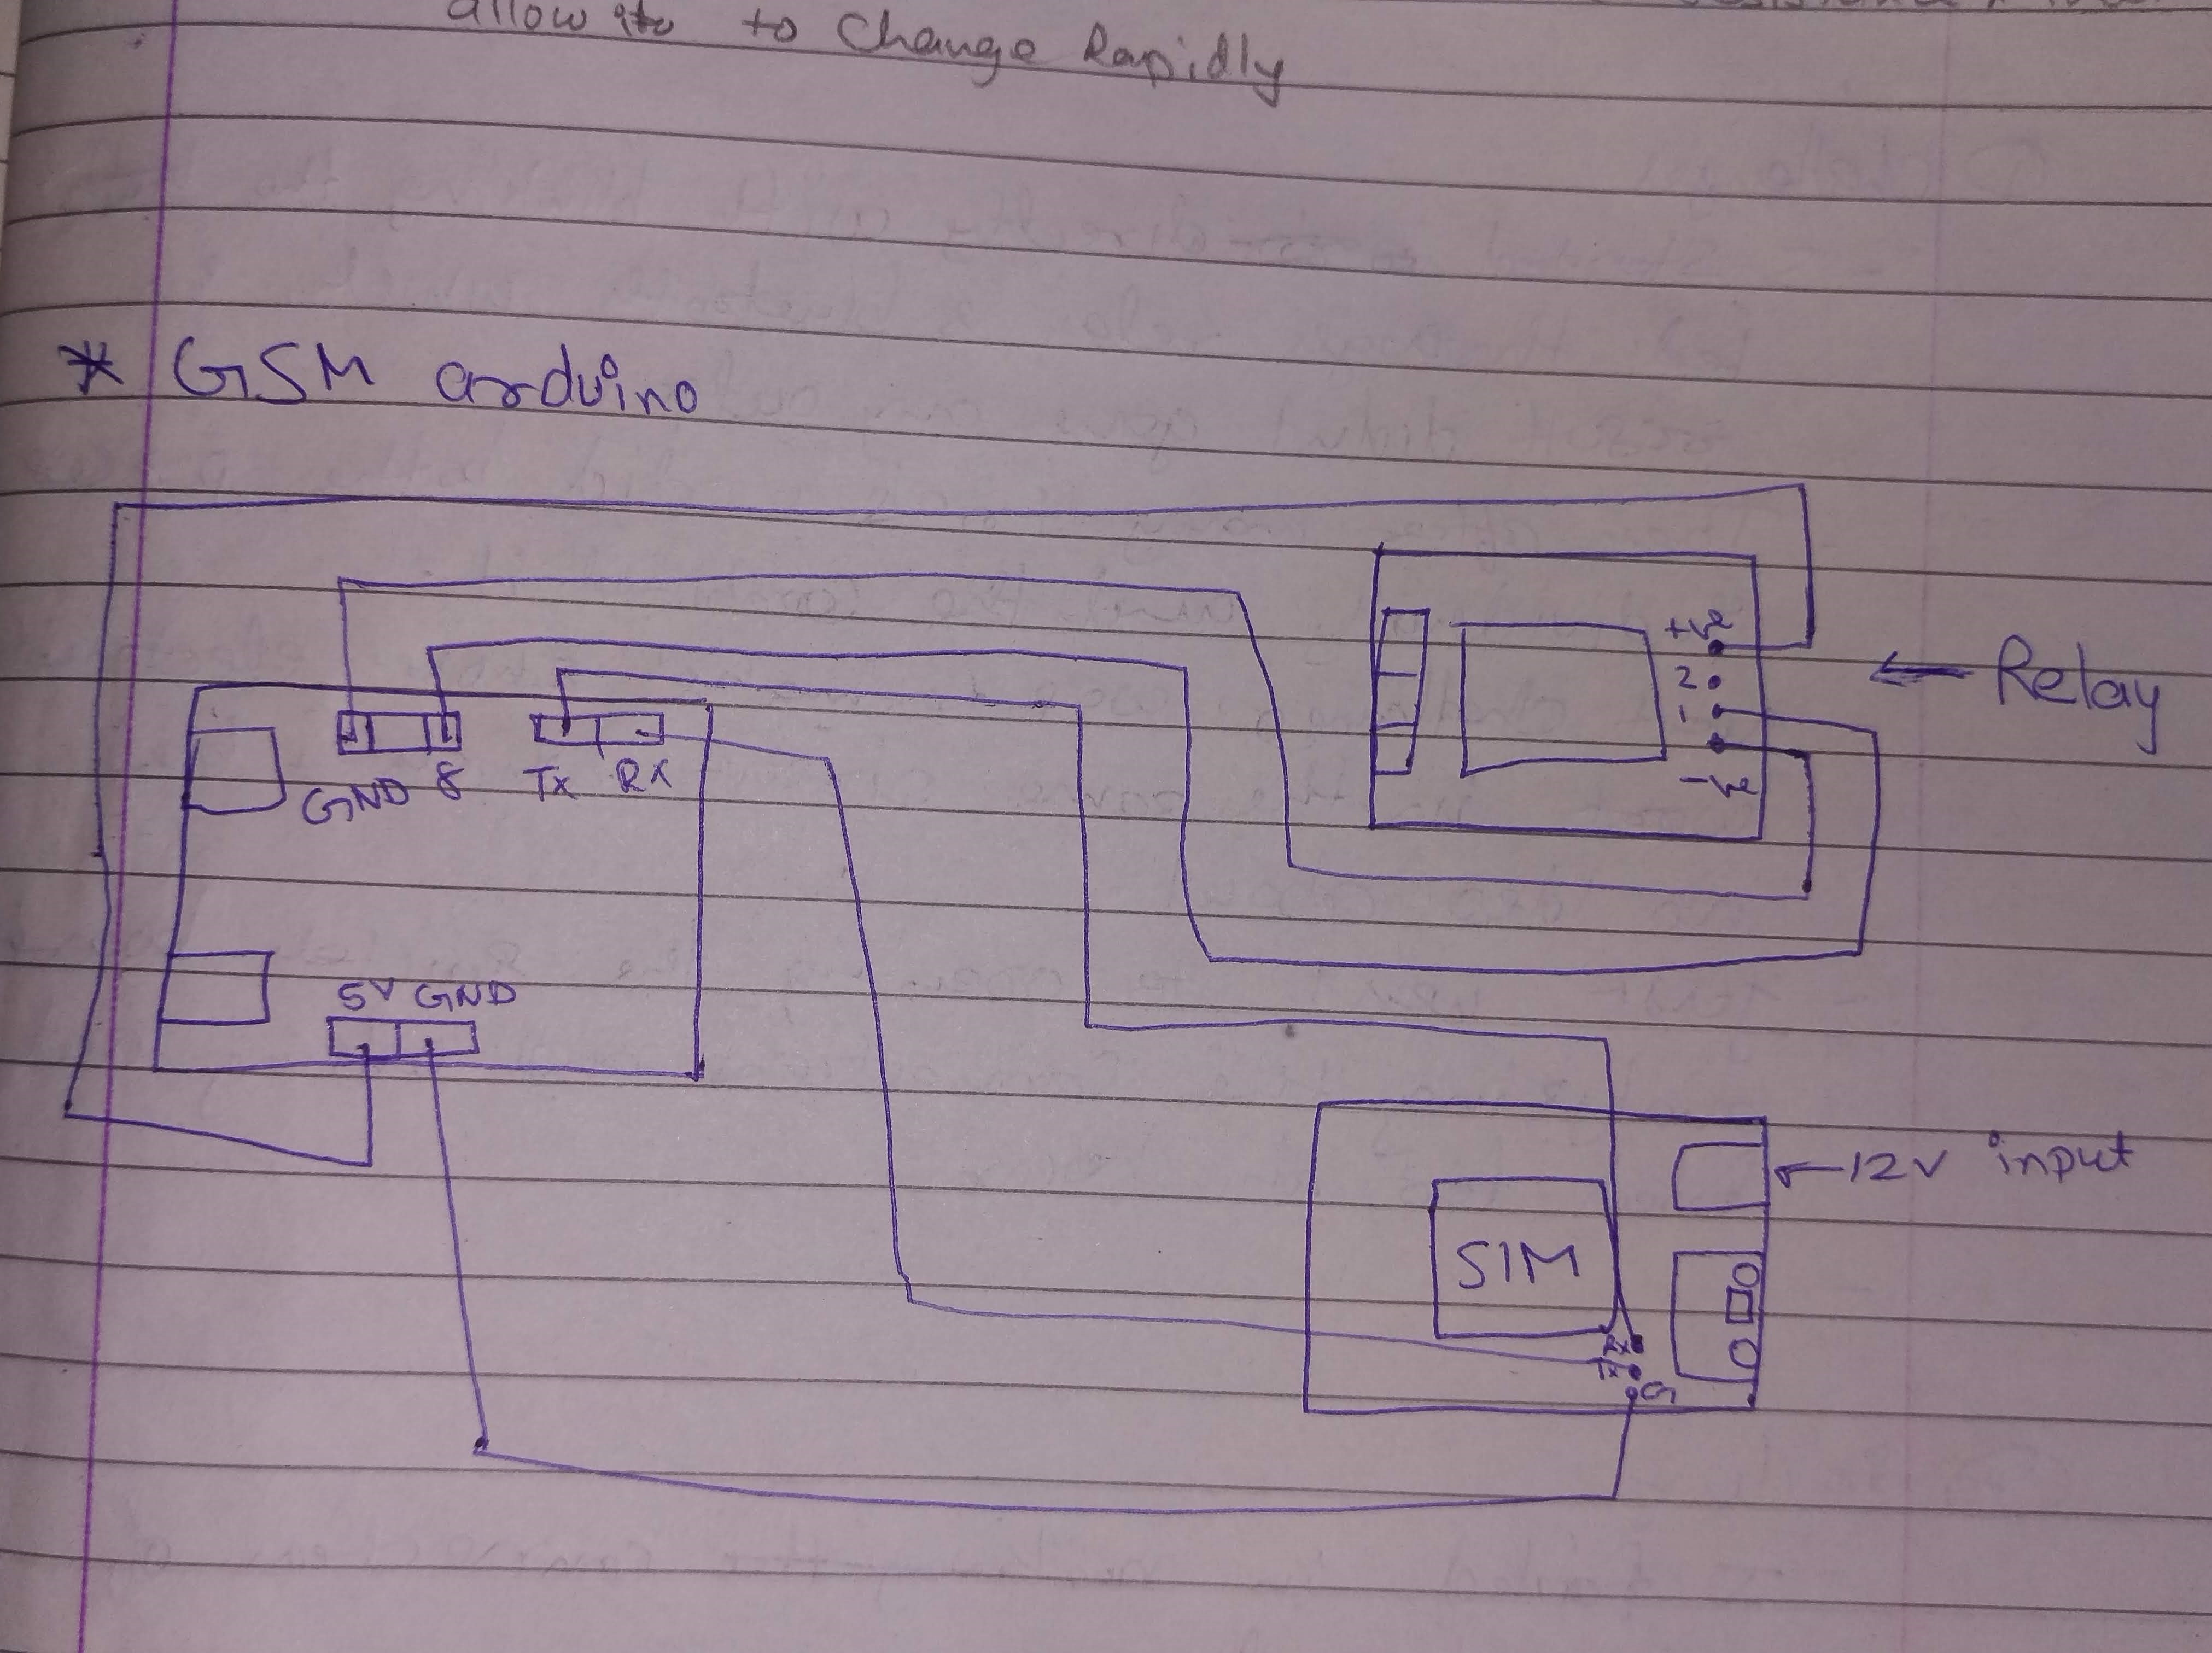 allow ito to Change Rapidly
* GSM arduino
+Ve
2
1
-Ve
← Relay
GND 8 Tx RX
5V GND
←12V input
SIM
Rx
Tx
G